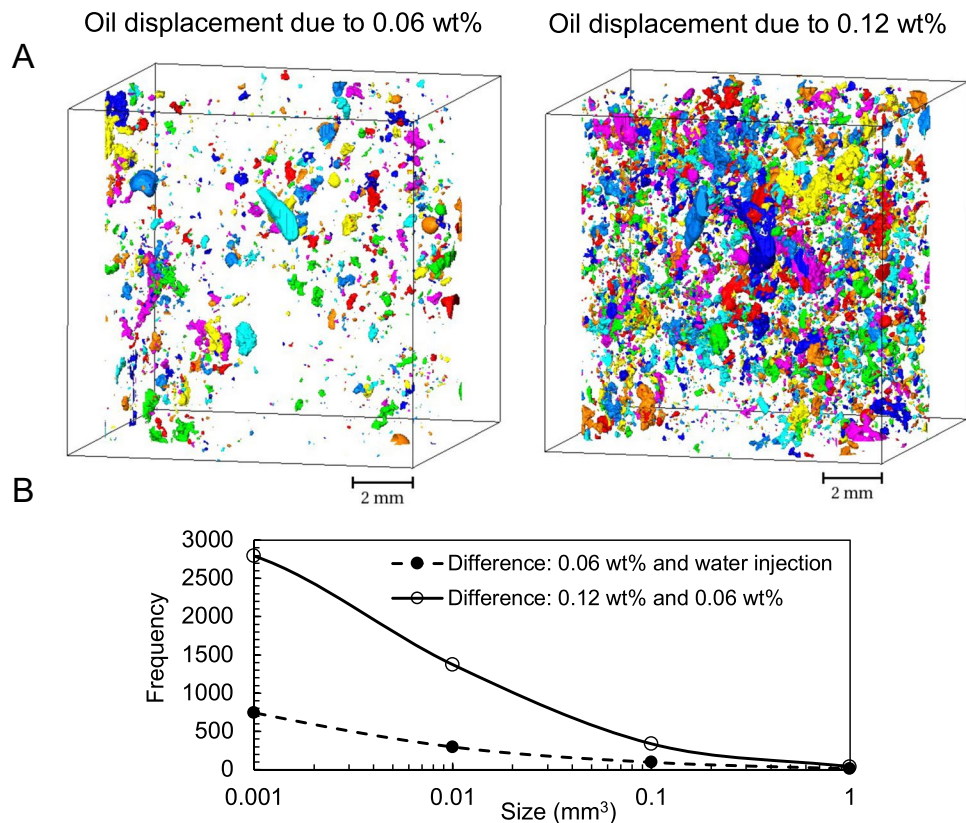 Oil displacement due to 0.06 wt%
Oil displacement due to 0.12 wt%
A
2 mm
2 mm
B
3000
2500
2000
1500
1000
500
0
Frequency
Difference: 0.06 wt% and water injection
Difference: 0.12 wt% and 0.06 wt%
0.001
0.01
0.1
1
Size (mm³)